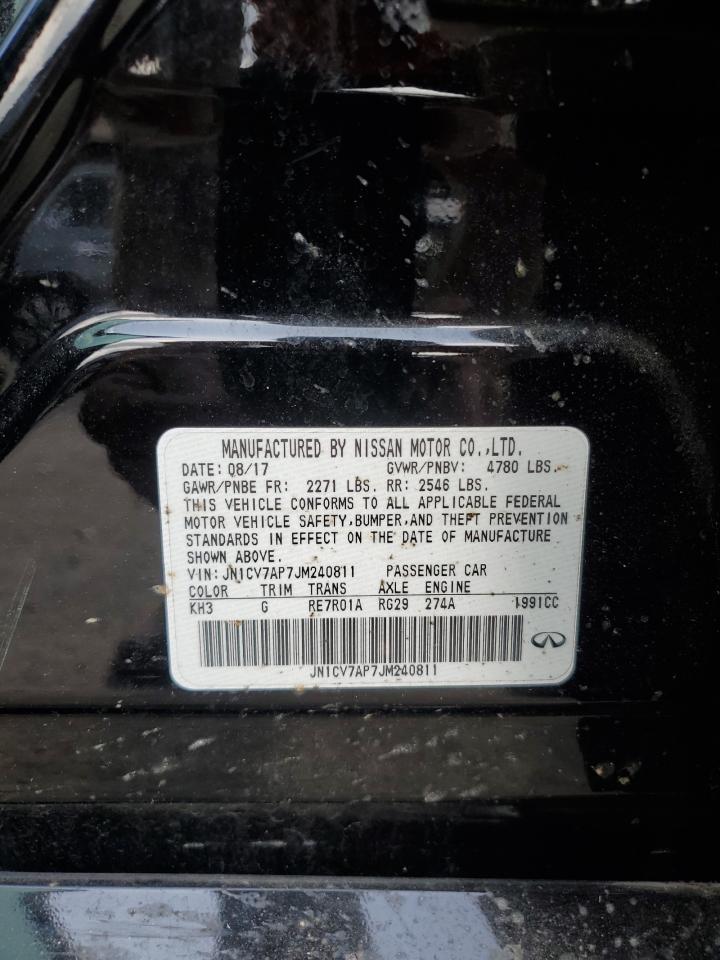 MANUFACTURED BY NISSAN MOTOR CO.,LTD.
DATE: 08/17 GVWR/PNBV: 4780 LBS.
GAWR/PNBE FR: 2271 LBS. RR: 2546 LBS.
THIS VEHICLE CONFORMS TO ALL APPLICABLE FEDERAL
MOTOR VEHICLE SAFETY,BUMPER,AND THEFT PREVENTION
STANDARDS IN EFFECT ON THE DATE OF MANUFACTURE
SHOWN ABOVE.
VIN: JN1CV7AP7JM240811 PASSENGER CAR
COLOR TRIM TRANS AXLE ENGINE
KH3 G RE7R01A RG29 274A 1991CC
JN1CV7AP7JM240811